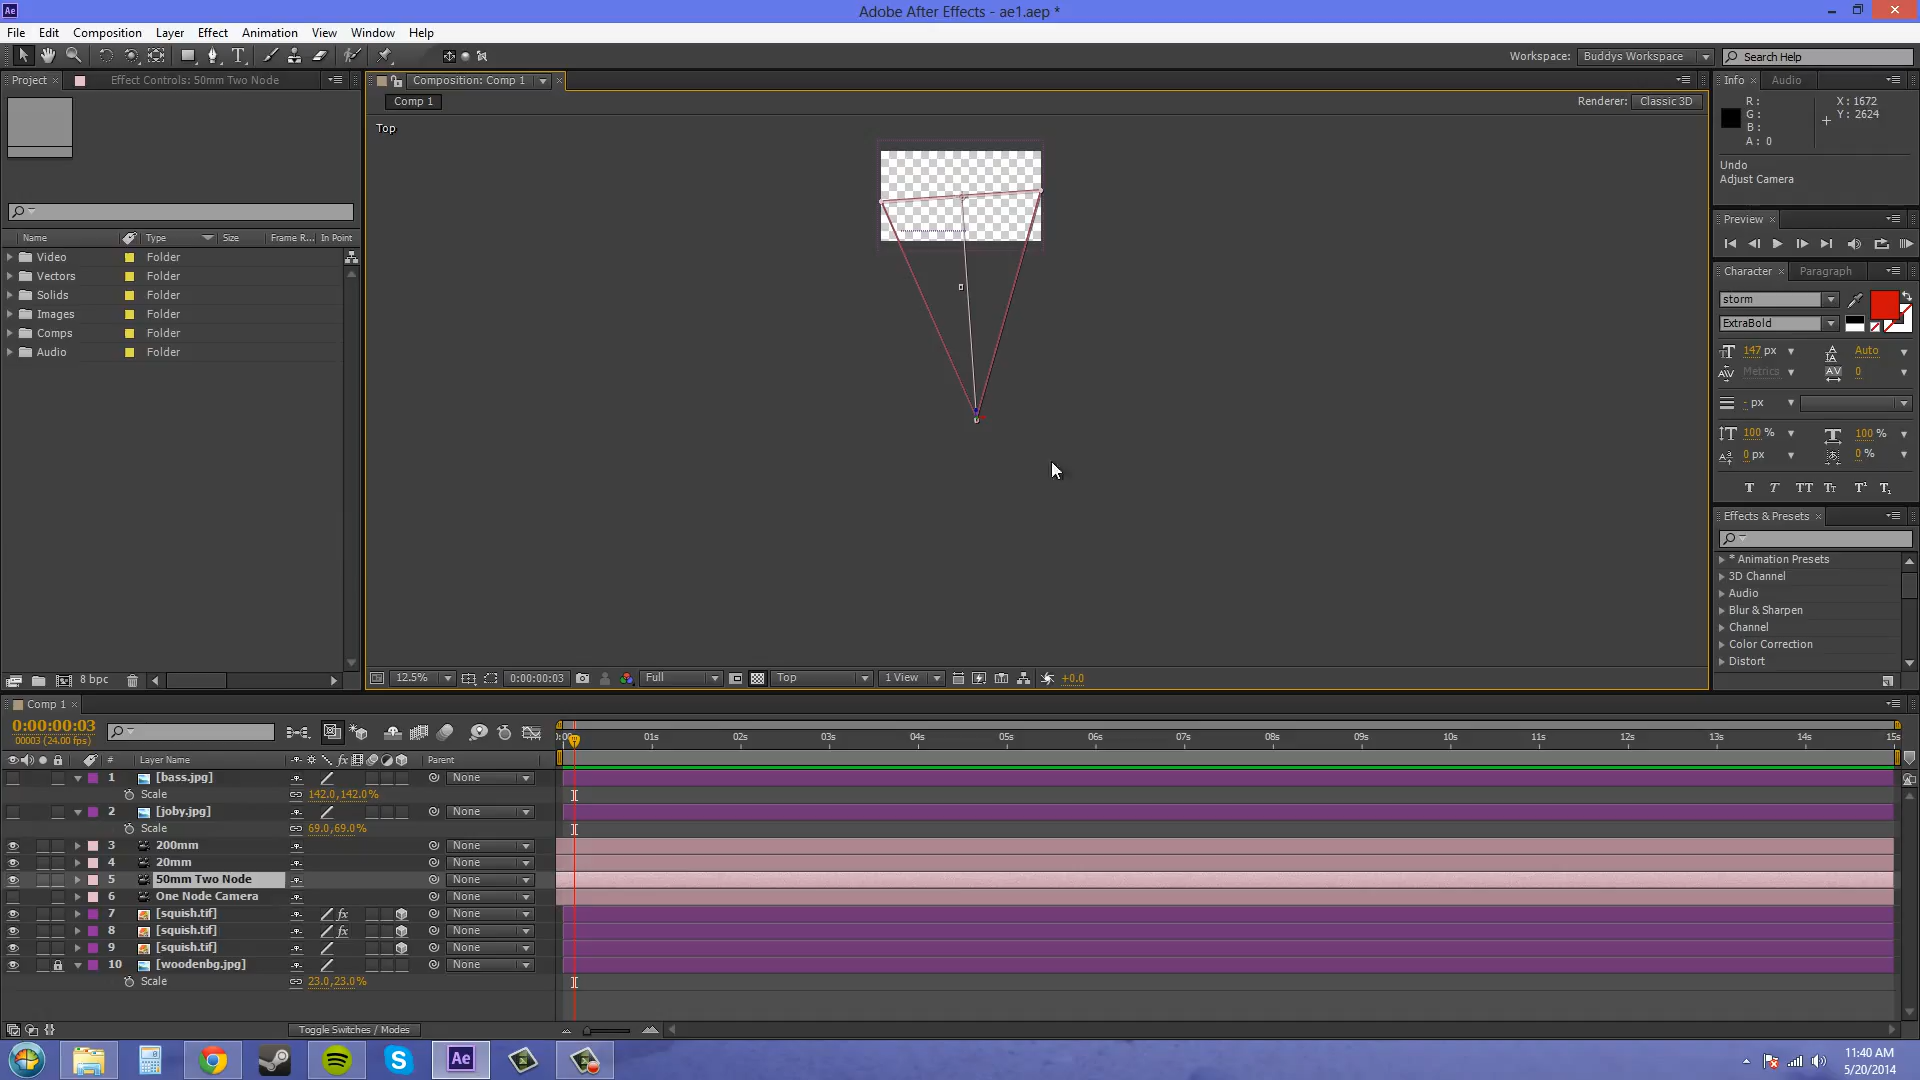 Ae
Adobe After Effects - ae1.aep *
File Edit Composition Layer Effect Animation View Window Help
Workspace: Buddys Workspace Search Help
Project Effect Controls: 50mm Two Node Composition: Comp 1 Info Audio
Comp 1 Renderer: Classic 3D
Top
R:
G:
B:
A: 0
X: 1672
Y: 2624
Undo
Adjust Camera
Name Type Size Frame R... In Point
Video Folder
Vectors Folder
Solids Folder
Images Folder
Comps Folder
Audio Folder
Preview
Character Paragraph
storm
ExtraBold
147 px Auto
Metrics 0
- px
100 % 100 %
0 px 0 %
T T TT Tr T¹ T₁
Effects & Presets
* Animation Presets
3D Channel
Audio
Blur & Sharpen
Channel
Color Correction
Distort
8 bpc
12.5% 0:00:00:03 Full Top 1 View +0.0
Comp 1
0:00:00:03
00003 (24.00 fps)
:00 01s 02s 03s 04s 05s 06s 07s 08s 09s 10s 11s 12s 13s 14s 15s
# Layer Name fx Parent
1 [bass.jpg] None
Scale 142.0,142.0%
2 [joby.jpg] None
Scale 69.0,69.0%
3 200mm None
4 20mm None
5 50mm Two Node None
6 One Node Camera None
7 [squish.tif] fx None
8 [squish.tif] fx None
9 [squish.tif] None
10 [woodenbg.jpg] None
Scale 23.0,23.0%
Toggle Switches / Modes
Ae
11:40 AM
5/20/2014